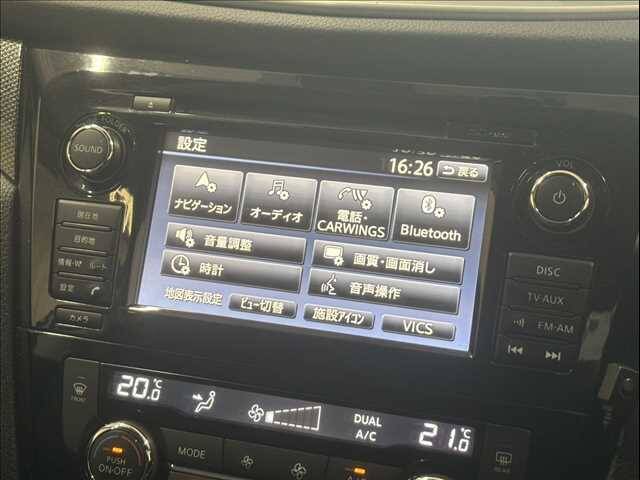 設定
16:26
戻る
ナビゲーション
オーディオ
電話・
CARWINGS
Bluetooth
音量調整
画質・画面消し
時計
音声操作
地図表示設定
ビュー切替
施設アイコン
VICS
SOUND
現在地
目的地
情報・VI
ルート
設定
カメラ
VOL
DISC
TV-AUX
FM-AM
20.0°C
DUAL
A/C
21.0°C
FRONT
REAR
PUSH
ON-OFF
MODE